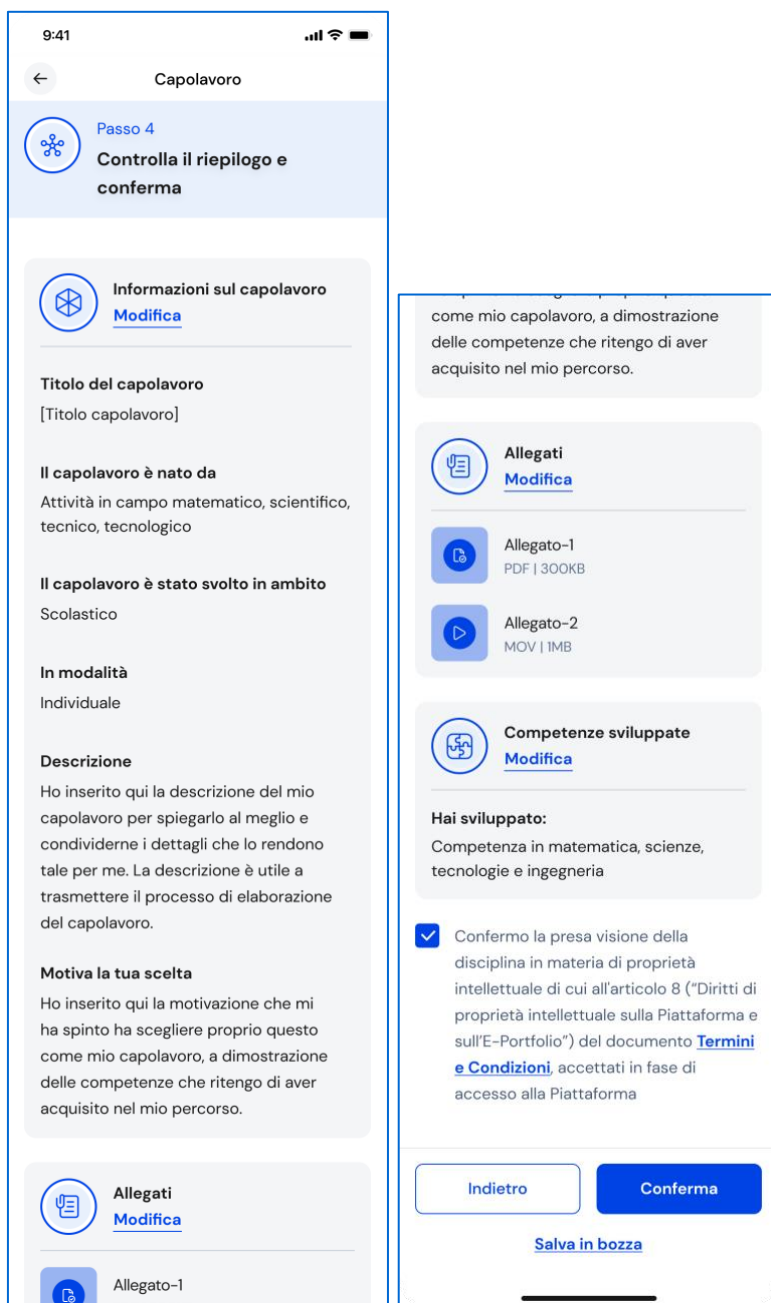 9:41
Capolavoro
Passo 4
Controlla il riepilogo e
conferma
Informazioni sul capolavoro
Modifica
Titolo del capolavoro
[Titolo capolavoro]
Il capolavoro è nato da
Attività in campo matematico, scientifico,
tecnico, tecnologico
Il capolavoro è stato svolto in ambito
Scolastico
In modalità
Individuale
Descrizione
Ho inserito qui la descrizione del mio
capolavoro per spiegarlo al meglio e
condividerne i dettagli che lo rendono
tale per me. La descrizione è utile a
trasmettere il processo di elaborazione
del capolavoro.
Motiva la tua scelta
Ho inserito qui la motivazione che mi
ha spinto ha scegliere proprio questo
come mio capolavoro, a dimostrazione
delle competenze che ritengo di aver
acquisito nel mio percorso.
Allegati
Modifica
Allegato-1
come mio capolavoro, a dimostrazione
delle competenze che ritengo di aver
acquisito nel mio percorso.
Allegati
Modifica
Allegato-1
PDF | 300KB
Allegato-2
MOV | 1MB
Competenze sviluppate
Modifica
Hai sviluppato:
Competenza in matematica, scienze,
tecnologie e ingegneria
Confermo la presa visione della
disciplina in materia di proprietà
intellettuale di cui all'articolo 8 (“Diritti di
proprietà intellettuale sulla Piattaforma e
sull’E-Portfolio”) del documento Termini
e Condizioni, accettati in fase di
accesso alla Piattaforma
Indietro
Conferma
Salva in bozza